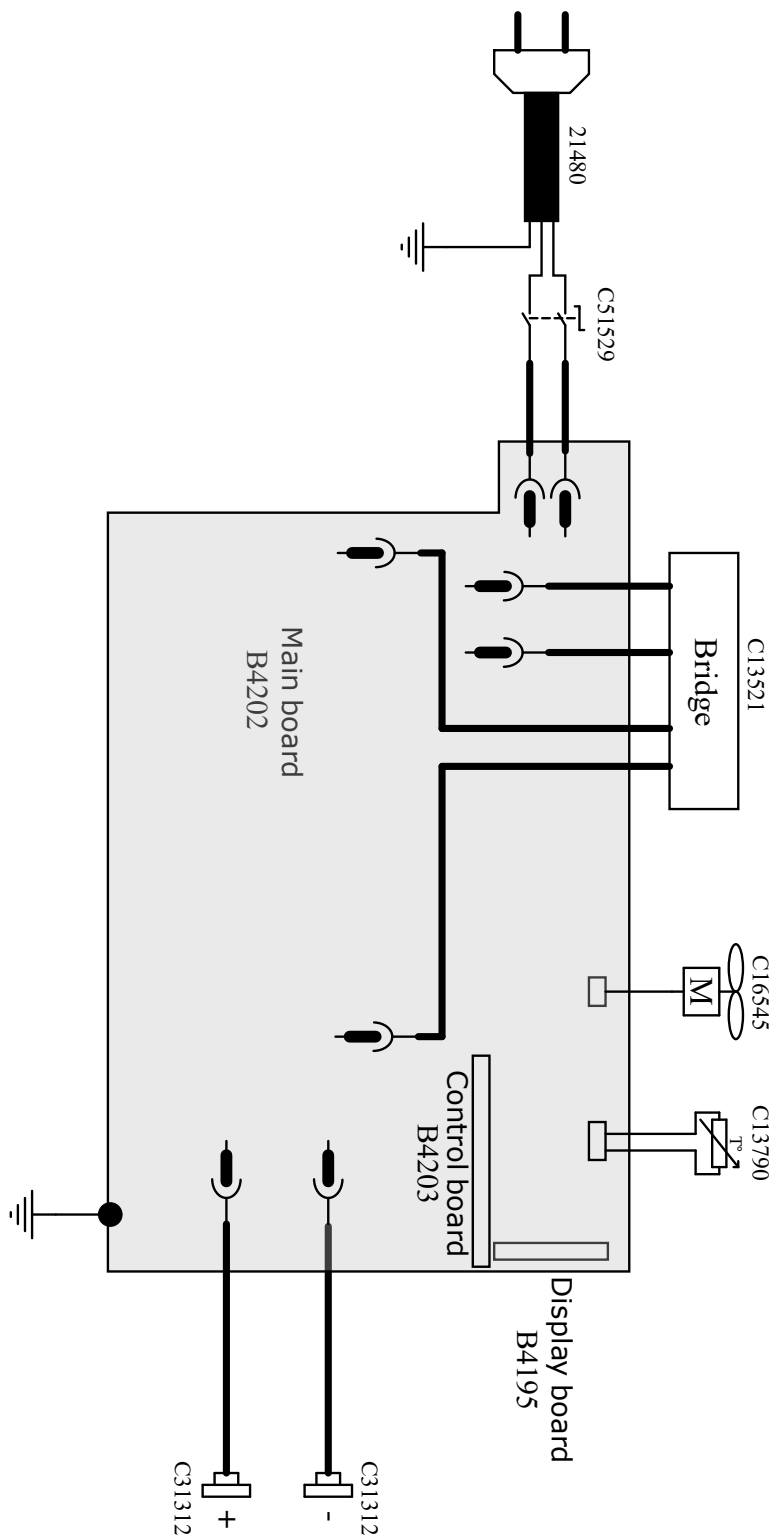 21480
C51529
C13521
Bridge
Main board
B4202
C16545
M
C13790
T°
Control board
B4203
Display board
B4195
C31312
-
C31312
+